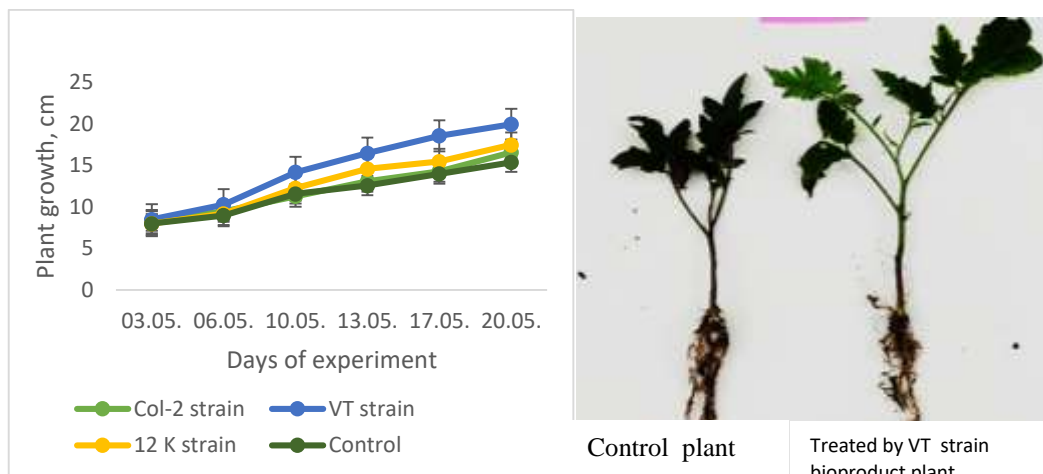 25
20
15
10
5
0
Plant growth, cm
03.05. 06.05. 10.05. 13.05. 17.05. 20.05.
Days of experiment
Col-2 strain VT strain
12 K strain Control
Control plant
Treated by VT strain
bioproduct plant